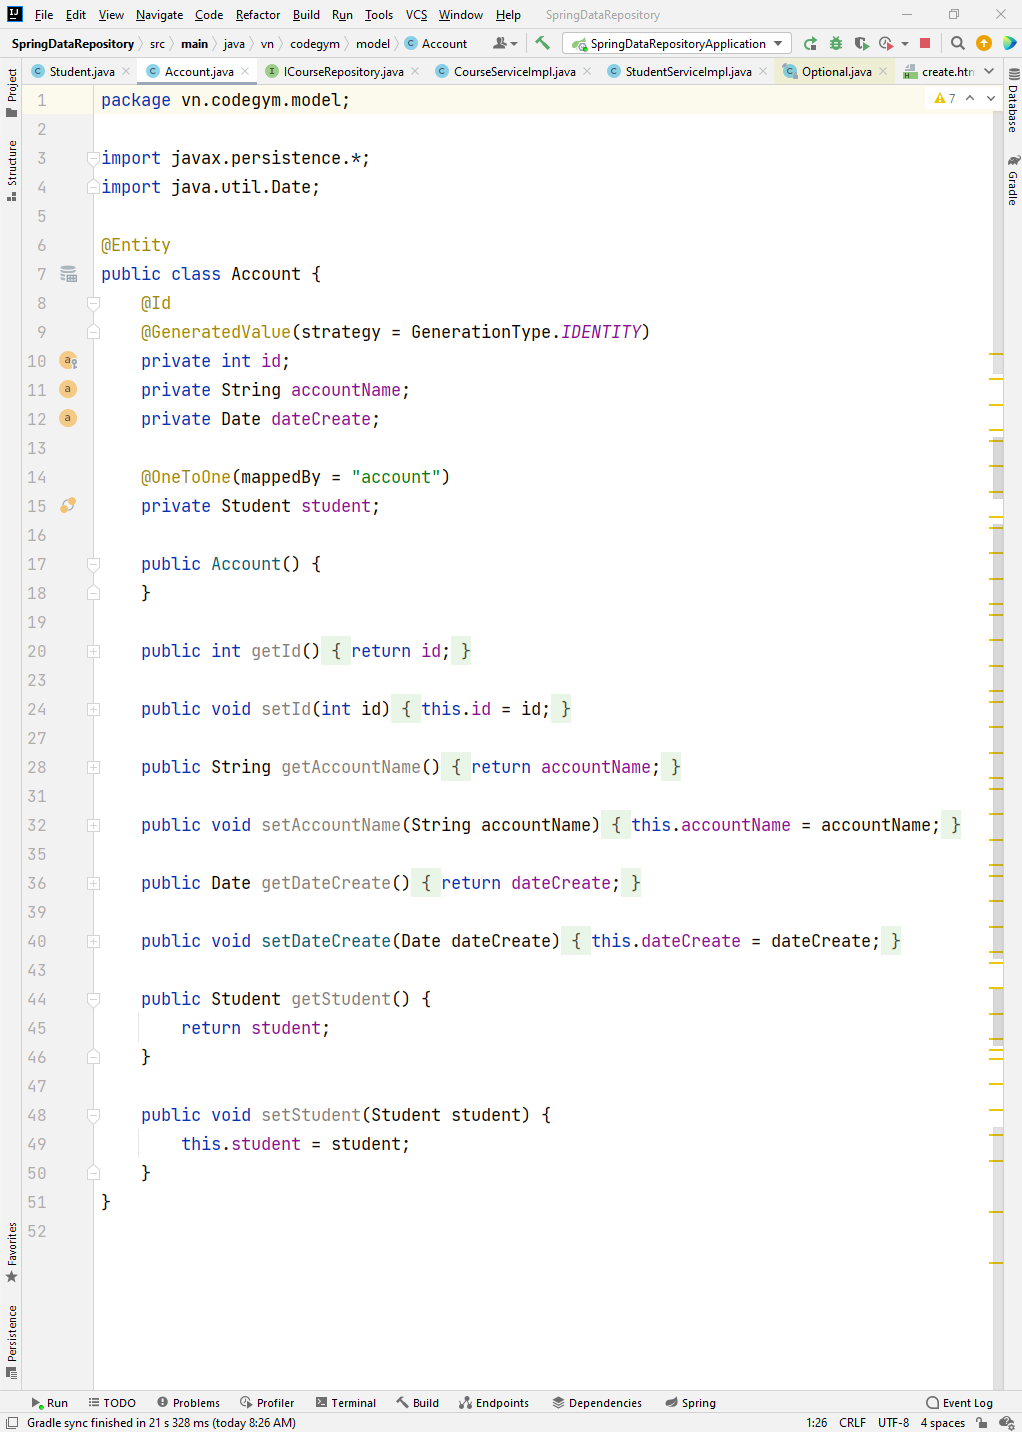 File Edit View Navigate Code Refactor Build Run Tools VCS Window Help SpringDataRepository
SpringDataRepository src main java vn codegym model Account SpringDataRepositoryApplication
Student.java Account.java ICourseRepository.java CourseServiceImpl.java StudentServiceImpl.java Optional.java create.htm
Project
Structure
Favorites
Persistence
Database
Gradle
7
1 package vn.codegym.model;
2
3 import javax.persistence.*;
4 import java.util.Date;
5
6 @Entity
7 public class Account {
8 @Id
9 @GeneratedValue(strategy = GenerationType.IDENTITY)
10 private int id;
11 private String accountName;
12 private Date dateCreate;
13
14 @OneToOne(mappedBy = "account")
15 private Student student;
16
17 public Account() {
18 }
19
20 public int getId() { return id; }
23
24 public void setId(int id) { this.id = id; }
27
28 public String getAccountName() { return accountName; }
31
32 public void setAccountName(String accountName) { this.accountName = accountName; }
35
36 public Date getDateCreate() { return dateCreate; }
39
40 public void setDateCreate(Date dateCreate) { this.dateCreate = dateCreate; }
43
44 public Student getStudent() {
45 return student;
46 }
47
48 public void setStudent(Student student) {
49 this.student = student;
50 }
51 }
52
Run TODO Problems Profiler Terminal Build Endpoints Dependencies Spring Event Log
Gradle sync finished in 21 s 328 ms (today 8:26 AM) 1:26 CRLF UTF-8 4 spaces